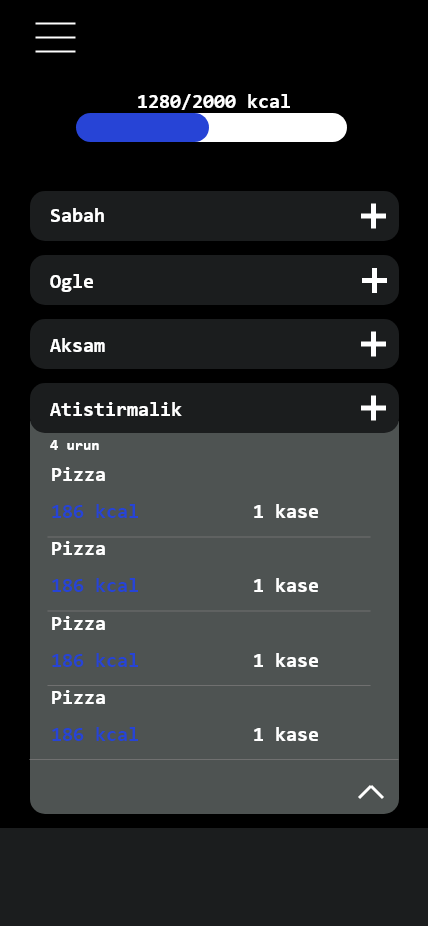 1280/2000 kcal
Sabah
Ogle
Aksam
Atistirmalik
4 urun
Pizza
186 kcal 1 kase
Pizza
186 kcal 1 kase
Pizza
186 kcal 1 kase
Pizza
186 kcal 1 kase